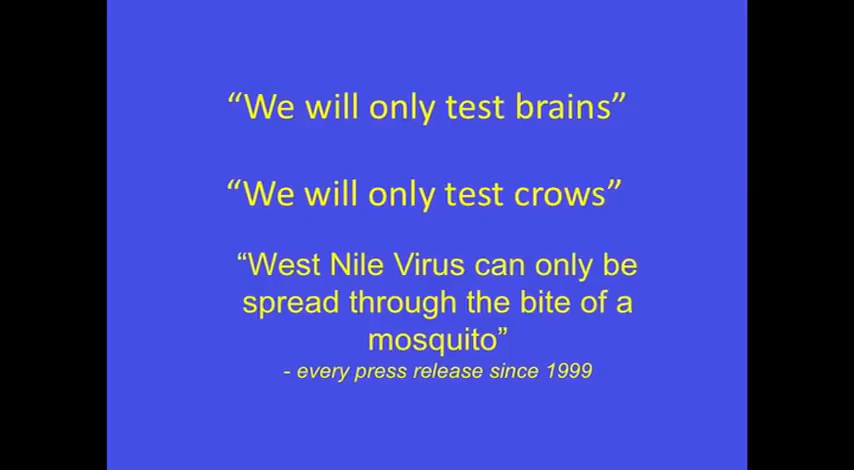 “We will only test brains”
“We will only test crows”
“West Nile Virus can only be
spread through the bite of a
mosquito”
- every press release since 1999